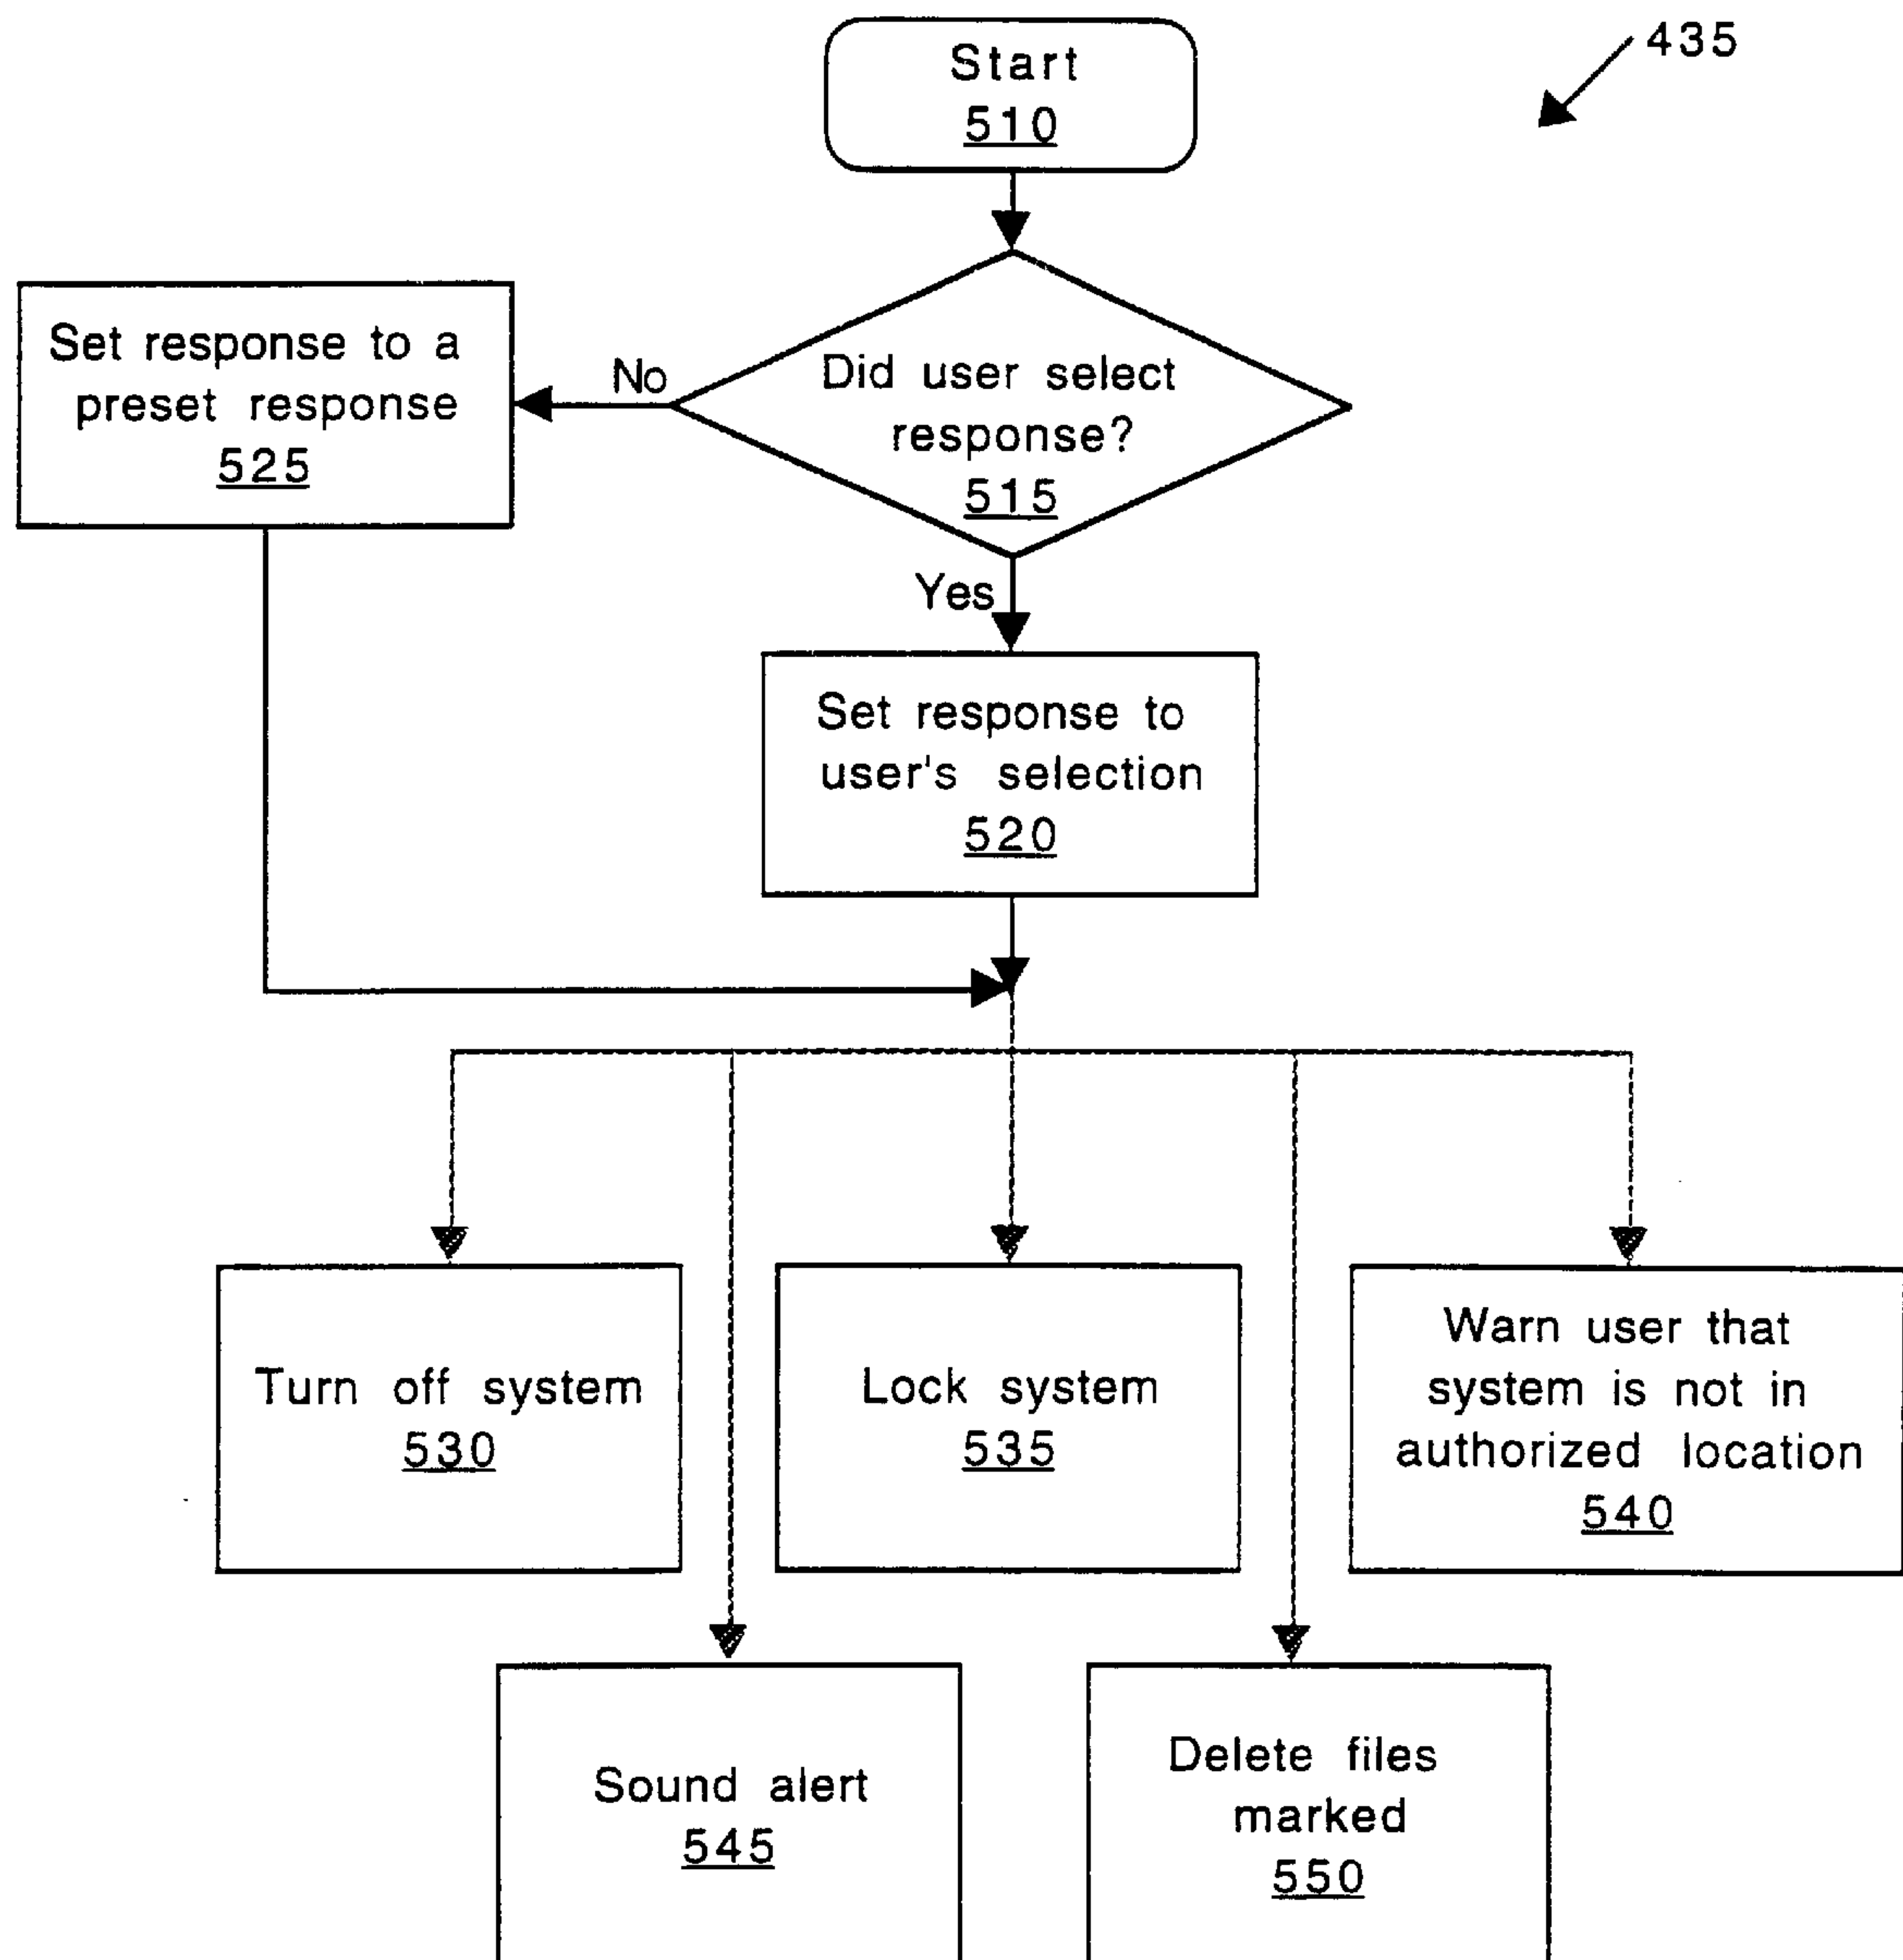 Start
510
435
Did user select
response?
515
No
Set response to a
preset response
525
Yes
Set response to
user's selection
520
Turn off system
530
Lock system
535
Warn user that
system is not in
authorized location
540
Sound alert
545
Delete files
marked
550